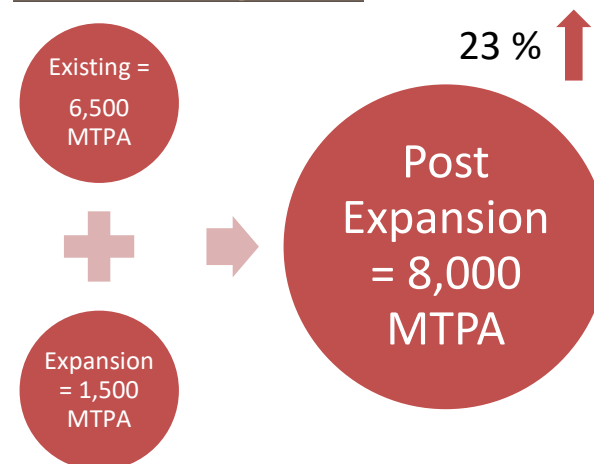 Existing =
6,500
MTPA
23 %
Post
Expansion
= 8,000
MTPA
Expansion
= 1,500
MTPA